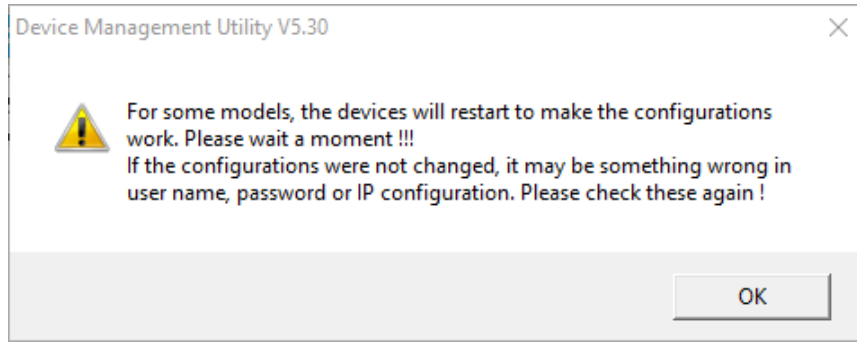 Device Management Utility V5.30
For some models, the devices will restart to make the configurations
work. Please wait a moment !!!
If the configurations were not changed, it may be something wrong in
user name, password or IP configuration. Please check these again !
OK